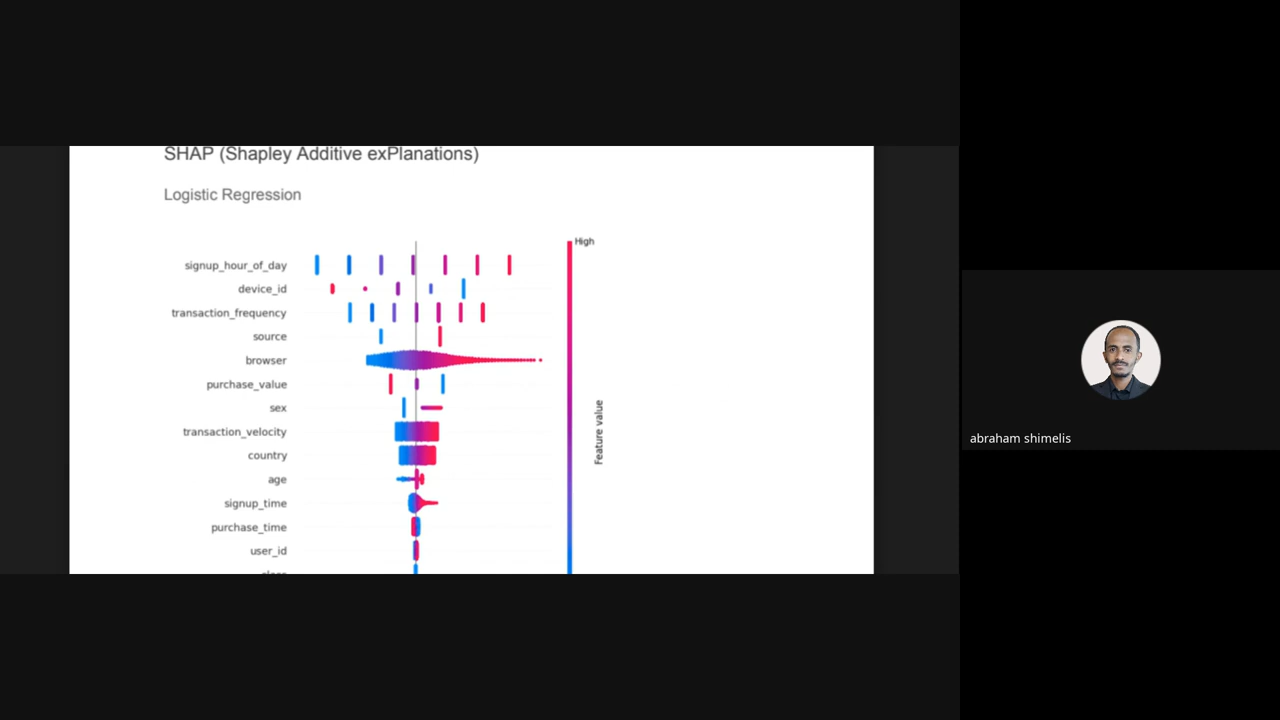 SHAP (Shapley Additive exPlanations)
Logistic Regression
High
signup_hour_of_day
device_id
transaction_frequency
source
browser
purchase_value
sex
transaction_velocity
country
age
signup_time
purchase_time
user_id
Feature value
abraham shimelis